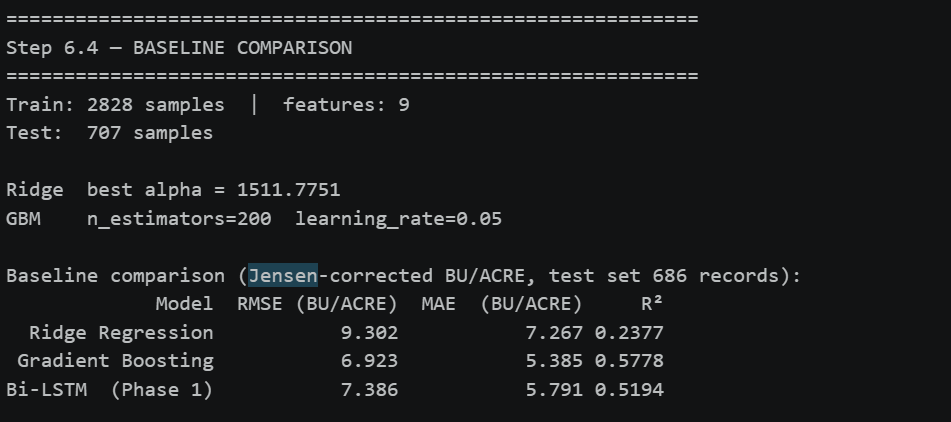 ============================================================
Step 6.4 — BASELINE COMPARISON
============================================================
Train: 2828 samples  |  features: 9
Test:  707 samples

Ridge  best alpha = 1511.7751
GBM    n_estimators=200  learning_rate=0.05

Baseline comparison (Jensen-corrected BU/ACRE, test set 686 records):
             Model  RMSE (BU/ACRE)  MAE  (BU/ACRE)     R²
  Ridge Regression           9.302           7.267 0.2377
 Gradient Boosting           6.923           5.385 0.5778
Bi-LSTM  (Phase 1)           7.386           5.791 0.5194